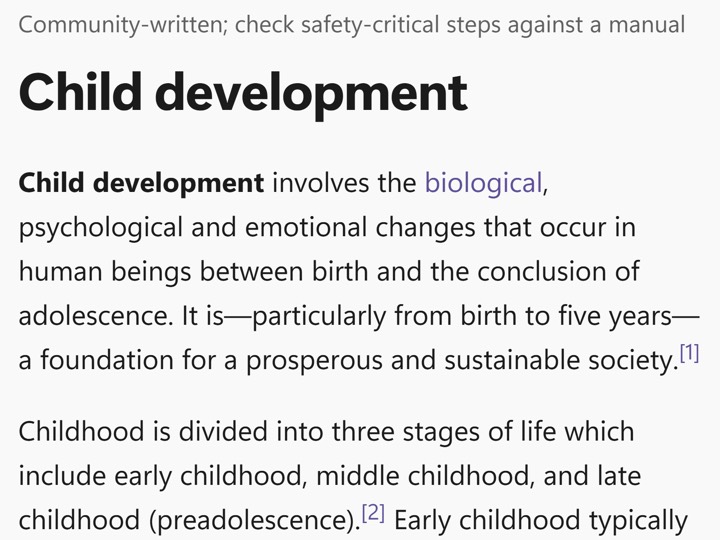 Community-written; check safety-critical steps against a manual
Child development
Child development involves the biological,
psychological and emotional changes that occur in
human beings between birth and the conclusion of
adolescence. It is—particularly from birth to five years—
a foundation for a prosperous and sustainable society.[1]
Childhood is divided into three stages of life which
include early childhood, middle childhood, and late
childhood (preadolescence).[2] Early childhood typically